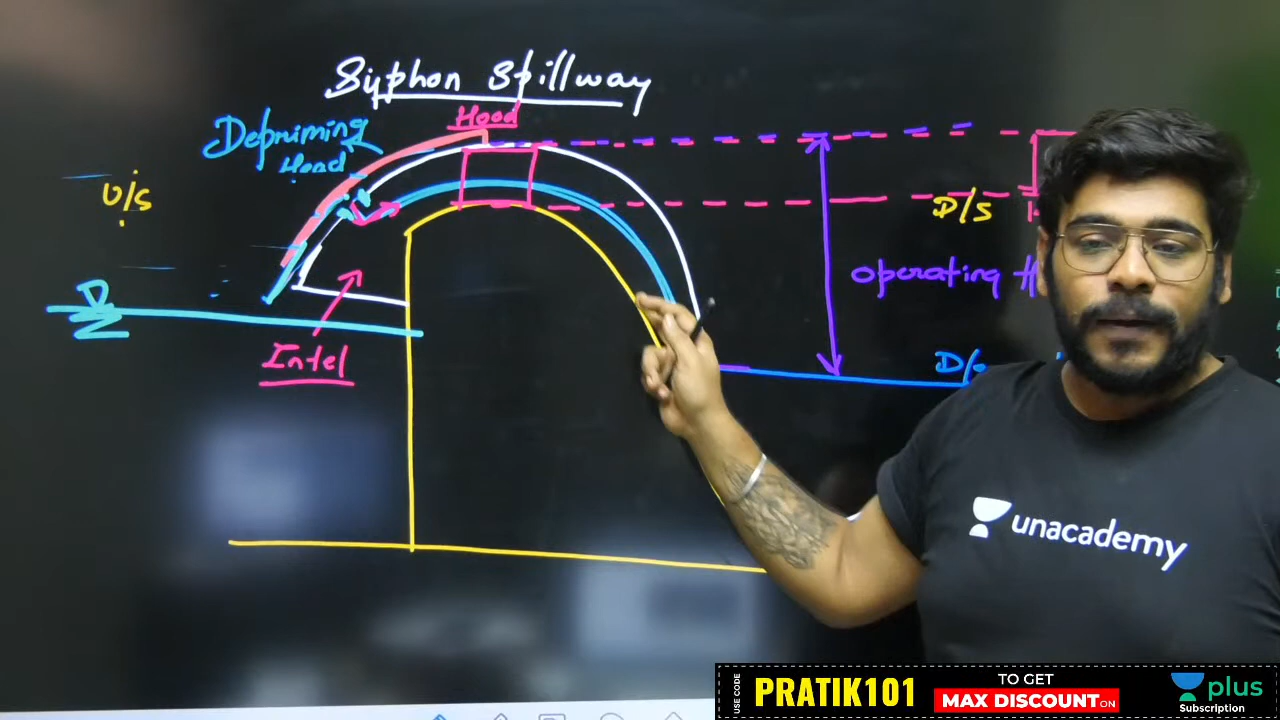 Syphon Spillway
Hood
Depriming
Head
U/S
D/S
Operating H
Intel
D/
unacademy
USE CODE
PRATIK101
TO GET
MAX DISCOUNT ON
plus
Subscription